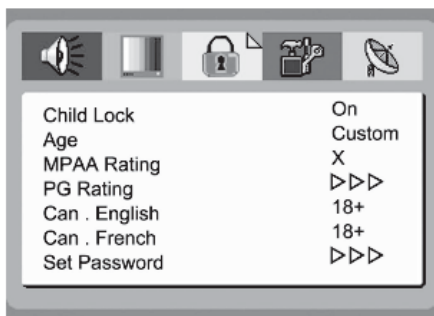 Child Lock On
Age Custom
MPAA Rating X
PG Rating ▷▷▷
Can . English 18+
Can . French 18+
Set Password ▷▷▷